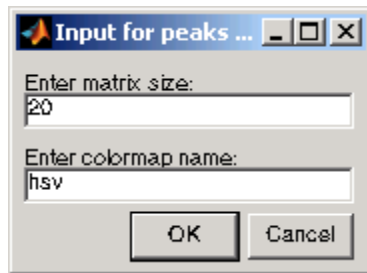 Input for peaks ...
Enter matrix size:
20
Enter colormap name:
hsv
OK Cancel